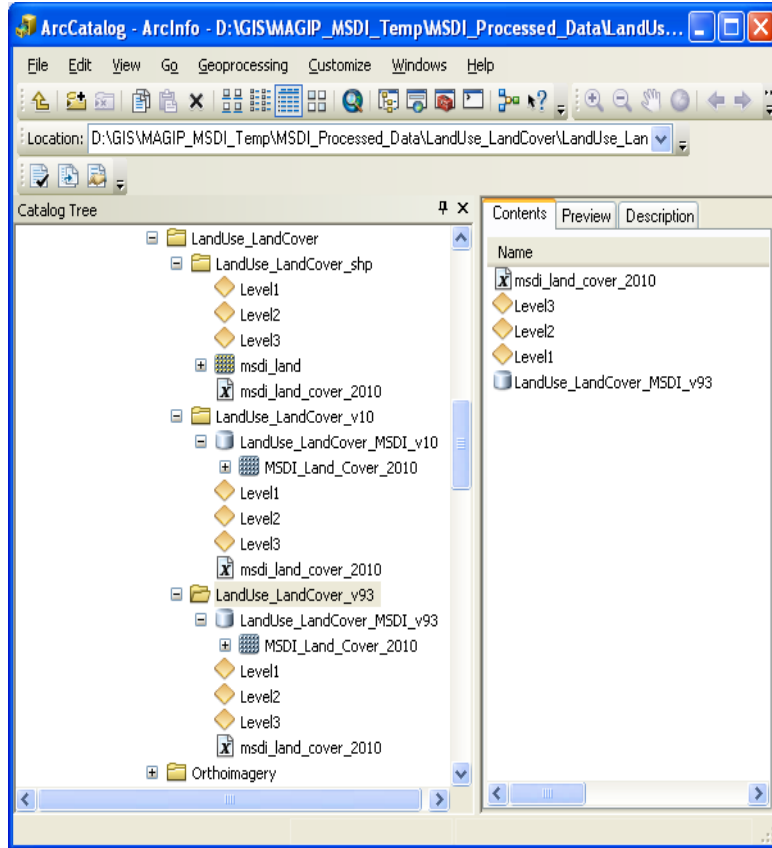 ArcCatalog - ArcInfo - D:\GIS\MAGIP_MSDI_Temp\MSDI_Processed_Data\LandUs...
File Edit View Go Geoprocessing Customize Windows Help
Location: D:\GIS\MAGIP_MSDI_Temp\MSDI_Processed_Data\LandUse_LandCover\LandUse_Lan
Catalog Tree
LandUse_LandCover
LandUse_LandCover_shp
Level1
Level2
Level3
msdi_land
msdi_land_cover_2010
LandUse_LandCover_v10
LandUse_LandCover_MSDI_v10
MSDI_Land_Cover_2010
Level1
Level2
Level3
msdi_land_cover_2010
LandUse_LandCover_v93
LandUse_LandCover_MSDI_v93
MSDI_Land_Cover_2010
Level1
Level2
Level3
msdi_land_cover_2010
Orthoimagery
Contents Preview Description
Name
msdi_land_cover_2010
Level3
Level2
Level1
LandUse_LandCover_MSDI_v93